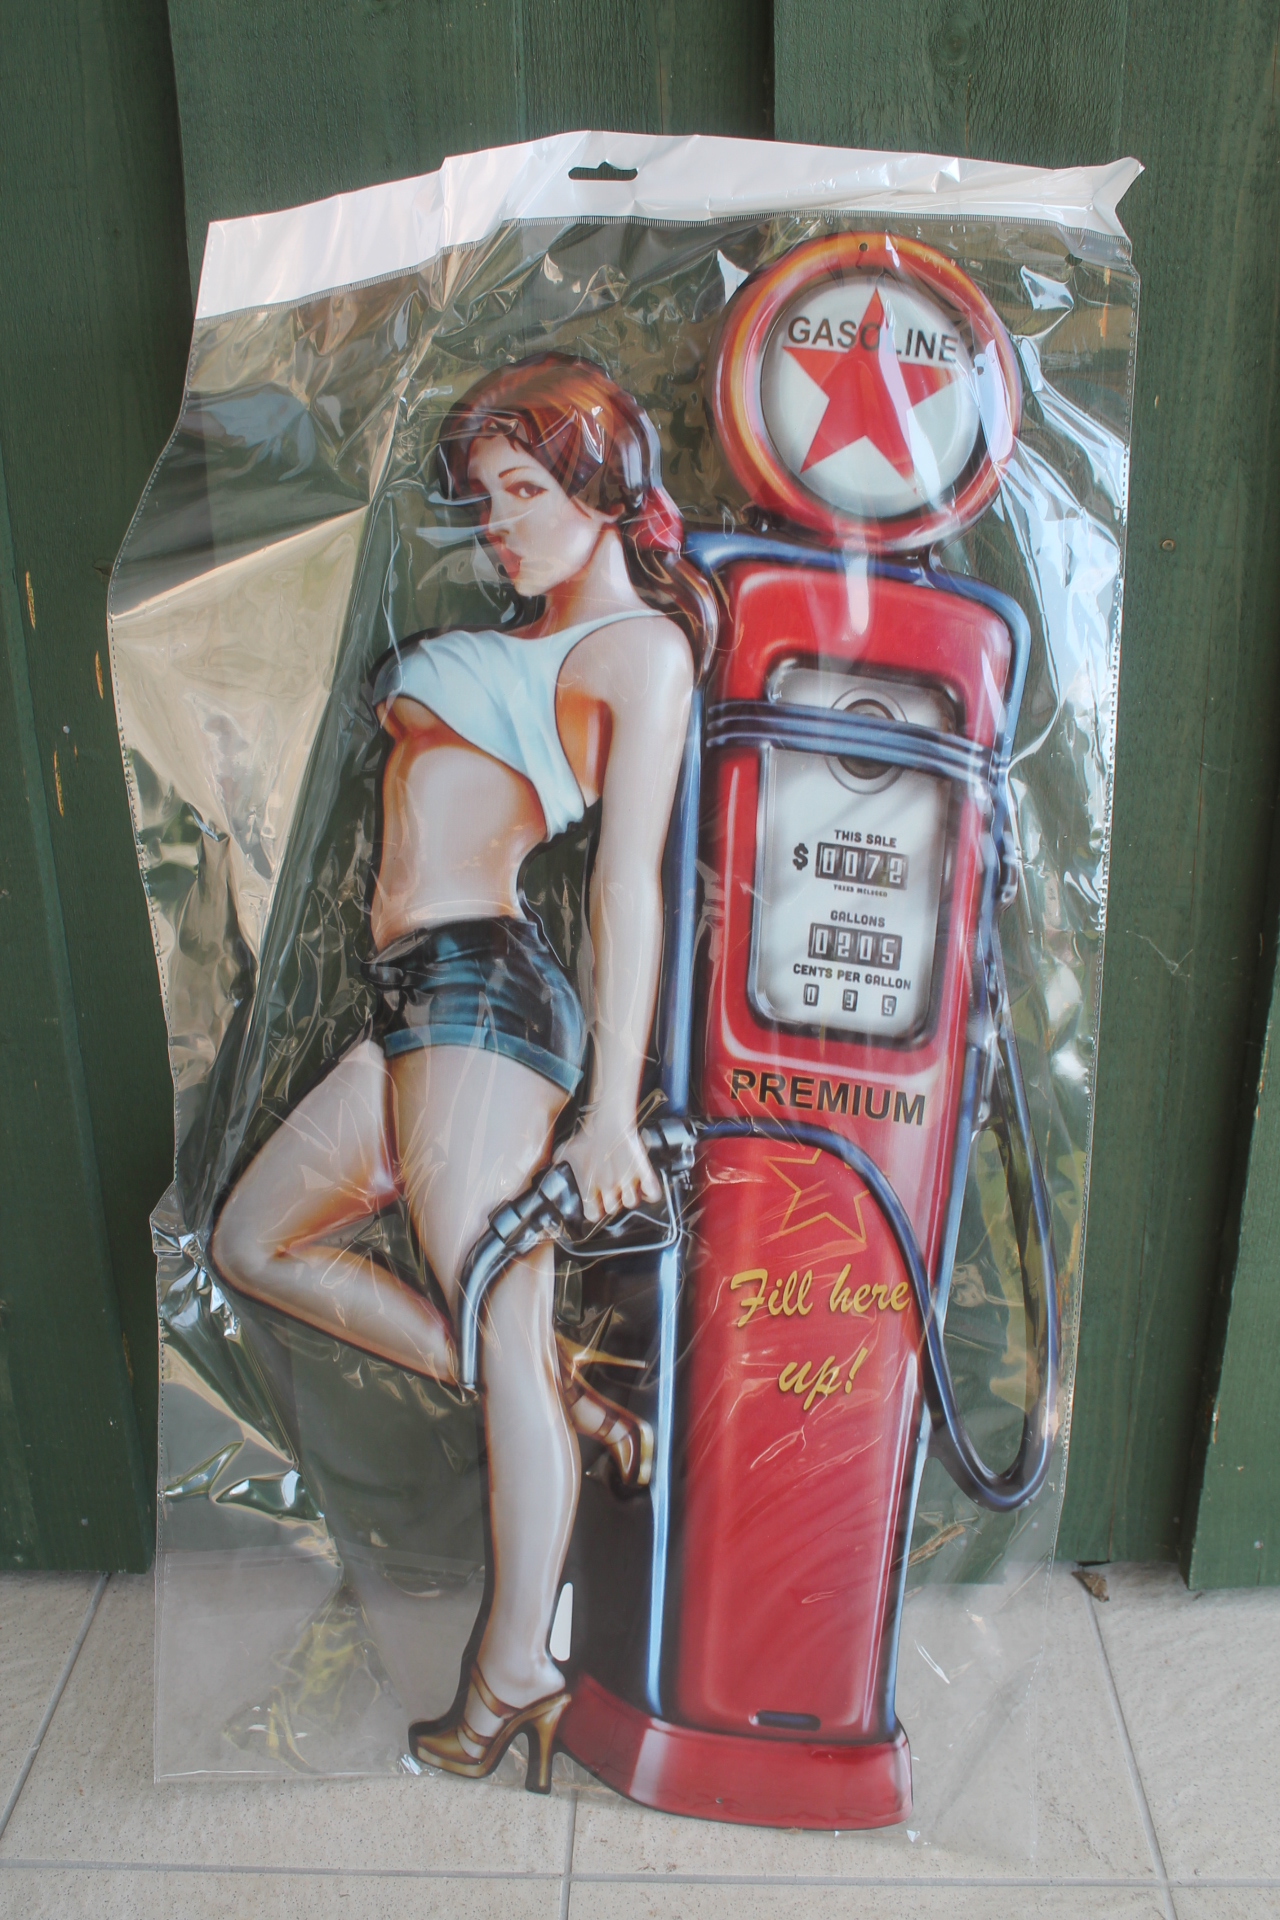 GASOLINE
THIS SALE
$ 0072
GALLONS
0205
CENTS PER GALLON
0 3 5
PREMIUM
Fill here
up!